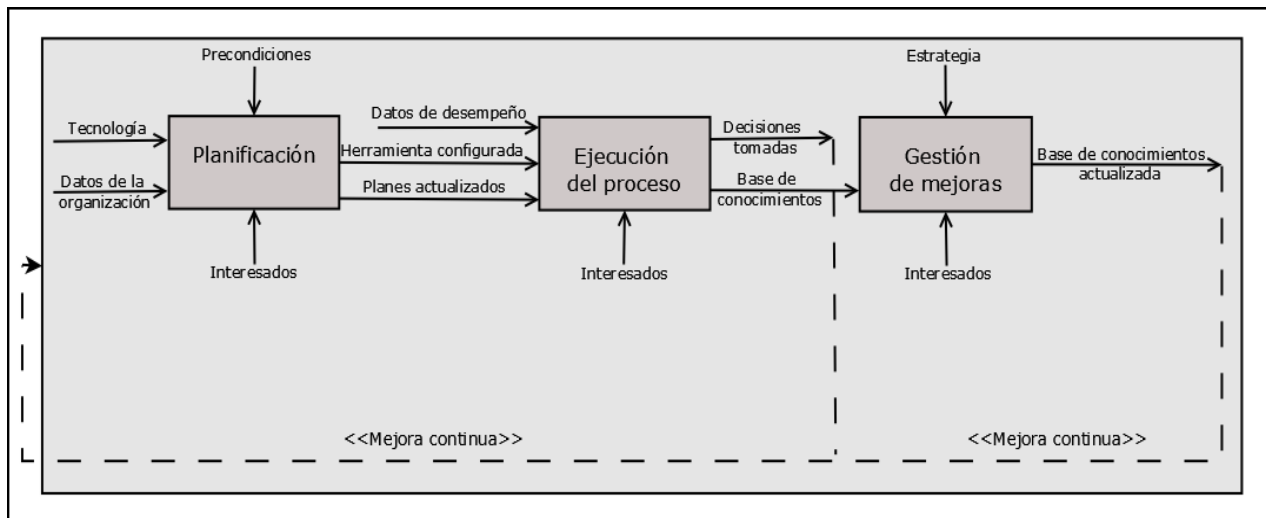 Precondiciones
Estrategia
Tecnología
Datos de la
organización
Planificación
Interesados
Datos de desempeño
Herramienta configurada
Planes actualizados
Ejecución
del proceso
Interesados
Decisiones
tomadas
Base de
conocimientos
Gestión
de mejoras
Interesados
Base de conocimientos
actualizada
<<Mejora continua>>
<<Mejora continua>>